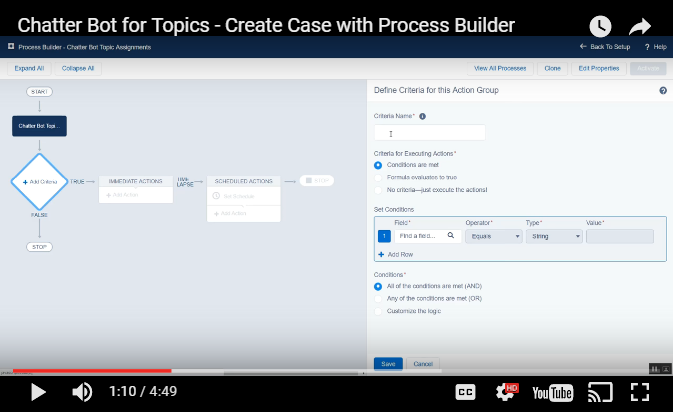 Chatter Bot for Topics - Create Case with Process Builder
Process Builder - Chatter Bot Topic Assignments
Back To Setup
? Help
Expand All
Collapse All
View All Processes
Clone
Edit Properties
Activate
START
Chatter Bot Topi...
+ Add Criteria
TRUE
IMMEDIATE ACTIONS
+ Add Action
TIME LAPSE
SCHEDULED ACTIONS
Set Schedule
+ Add Action
STOP
FALSE
STOP
Define Criteria for this Action Group
Criteria Name*
Criteria for Executing Actions*
Conditions are met
Formula evaluates to true
No criteria—just execute the actions!
Set Conditions
Field*
Operator*
Type*
Value*
1
Find a field...
Equals
String
+ Add Row
Conditions*
All of the conditions are met (AND)
Any of the conditions are met (OR)
Customize the logic
Save
Cancel
1:10 / 4:49
CC
HD
YouTube